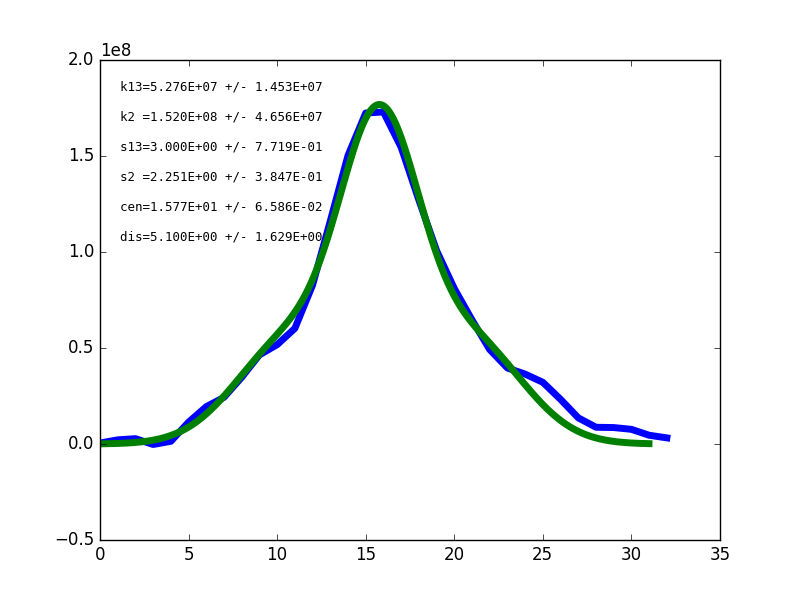 1e8
2.0
k13=5.276E+07 +/- 1.453E+07
k2 =1.520E+08 +/- 4.656E+07
1.5
s13=3.000E+00 +/- 7.719E-01
s2 =2.251E+00 +/- 3.847E-01
cen=1.577E+01 +/- 6.586E-02
dis=5.100E+00 +/- 1.629E+00
1.0
0.5
0.0
−0.5
0 5 10 15 20 25 30 35